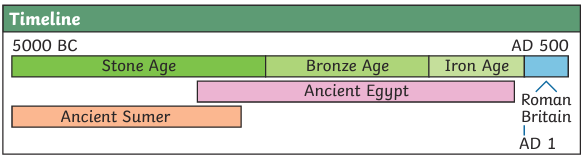 Timeline
5000 BC AD 500
Stone Age Bronze Age Iron Age
Ancient Egypt
Roman
Britain
Ancient Sumer
AD 1